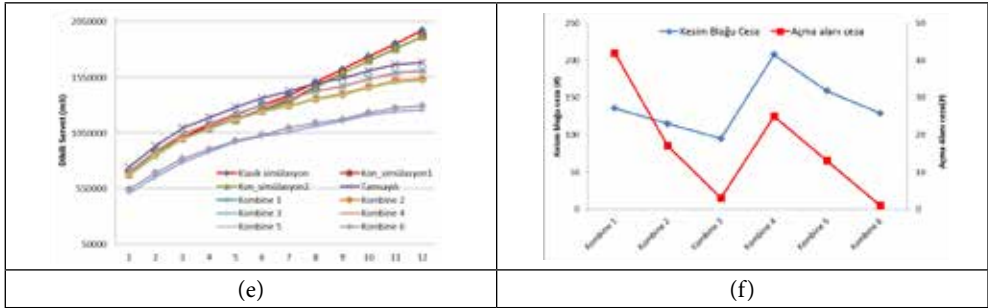 2050000
1550000
1050000
550000
50000
Dikili Servet (m3)
1 2 3 4 5 6 7 8 9 10 11 12
Klasik simülasyon
Kon_simülasyon1
Kon_simülasyon2
Tamsayılı
Kombine 1
Kombine 2
Kombine 3
Kombine 4
Kombine 5
Kombine 6
(e)
Kesim Bloğu Ceza
Açma alanı ceza
250
200
150
100
50
0
Kesim bloğu ceza (#)
50
40
30
20
10
0
Açma alanı ceza(#)
Kombine 1
Kombine 2
Kombine 3
Kombine 4
Kombine 5
Kombine 6
(f)